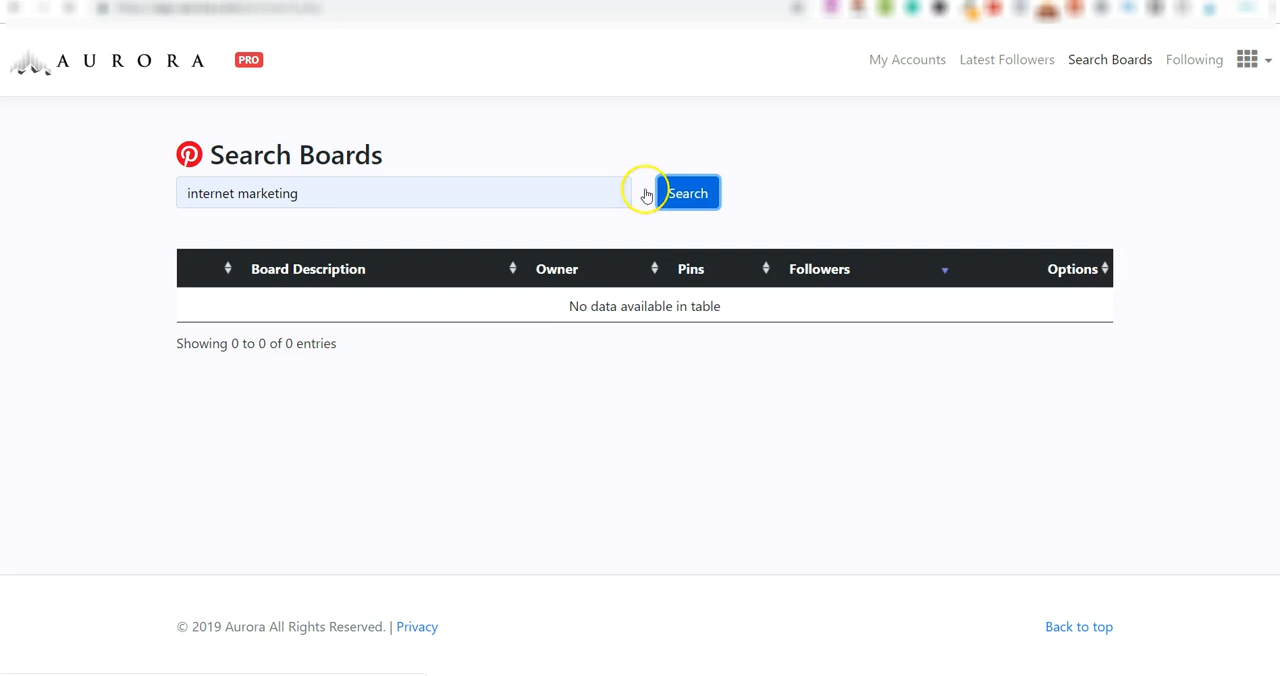 AURORA PRO
My Accounts Latest Followers Search Boards Following
Search Boards
internet marketing Search
Board Description Owner Pins Followers Options
No data available in table
Showing 0 to 0 of 0 entries
© 2019 Aurora All Rights Reserved. | Privacy Back to top